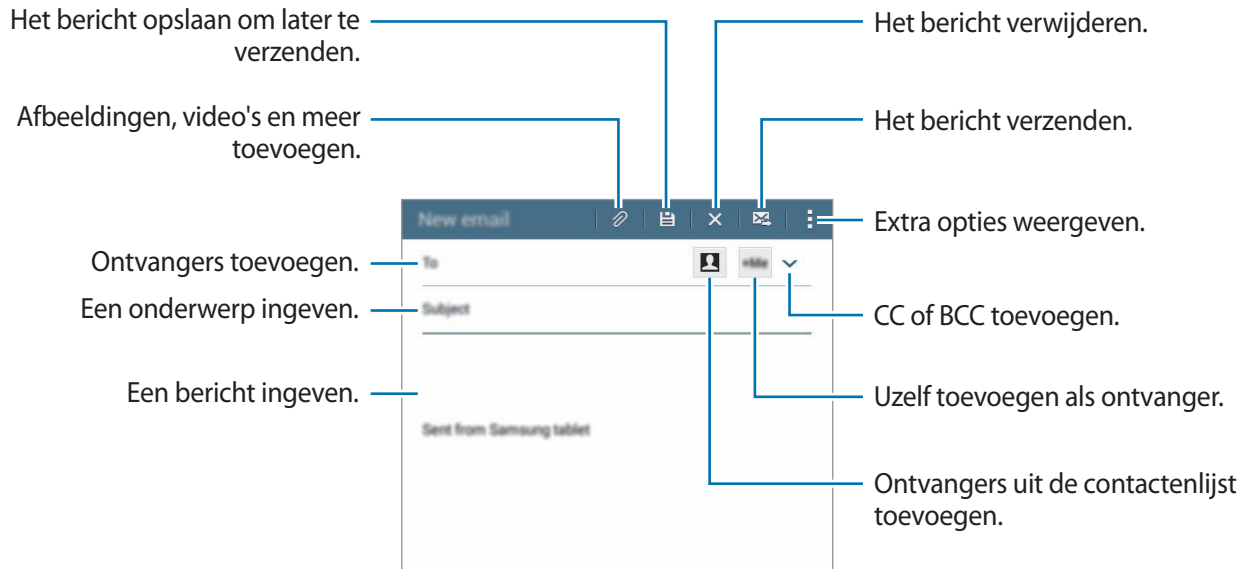 Het bericht opslaan om later te
verzenden.
Afbeeldingen, video's en meer
toevoegen.
Ontvangers toevoegen.
Een onderwerp ingeven.
Een bericht ingeven.
New email
To
+Me
Subject
Sent from Samsung tablet
Het bericht verwijderen.
Het bericht verzenden.
Extra opties weergeven.
CC of BCC toevoegen.
Uzelf toevoegen als ontvanger.
Ontvangers uit de contactenlijst
toevoegen.